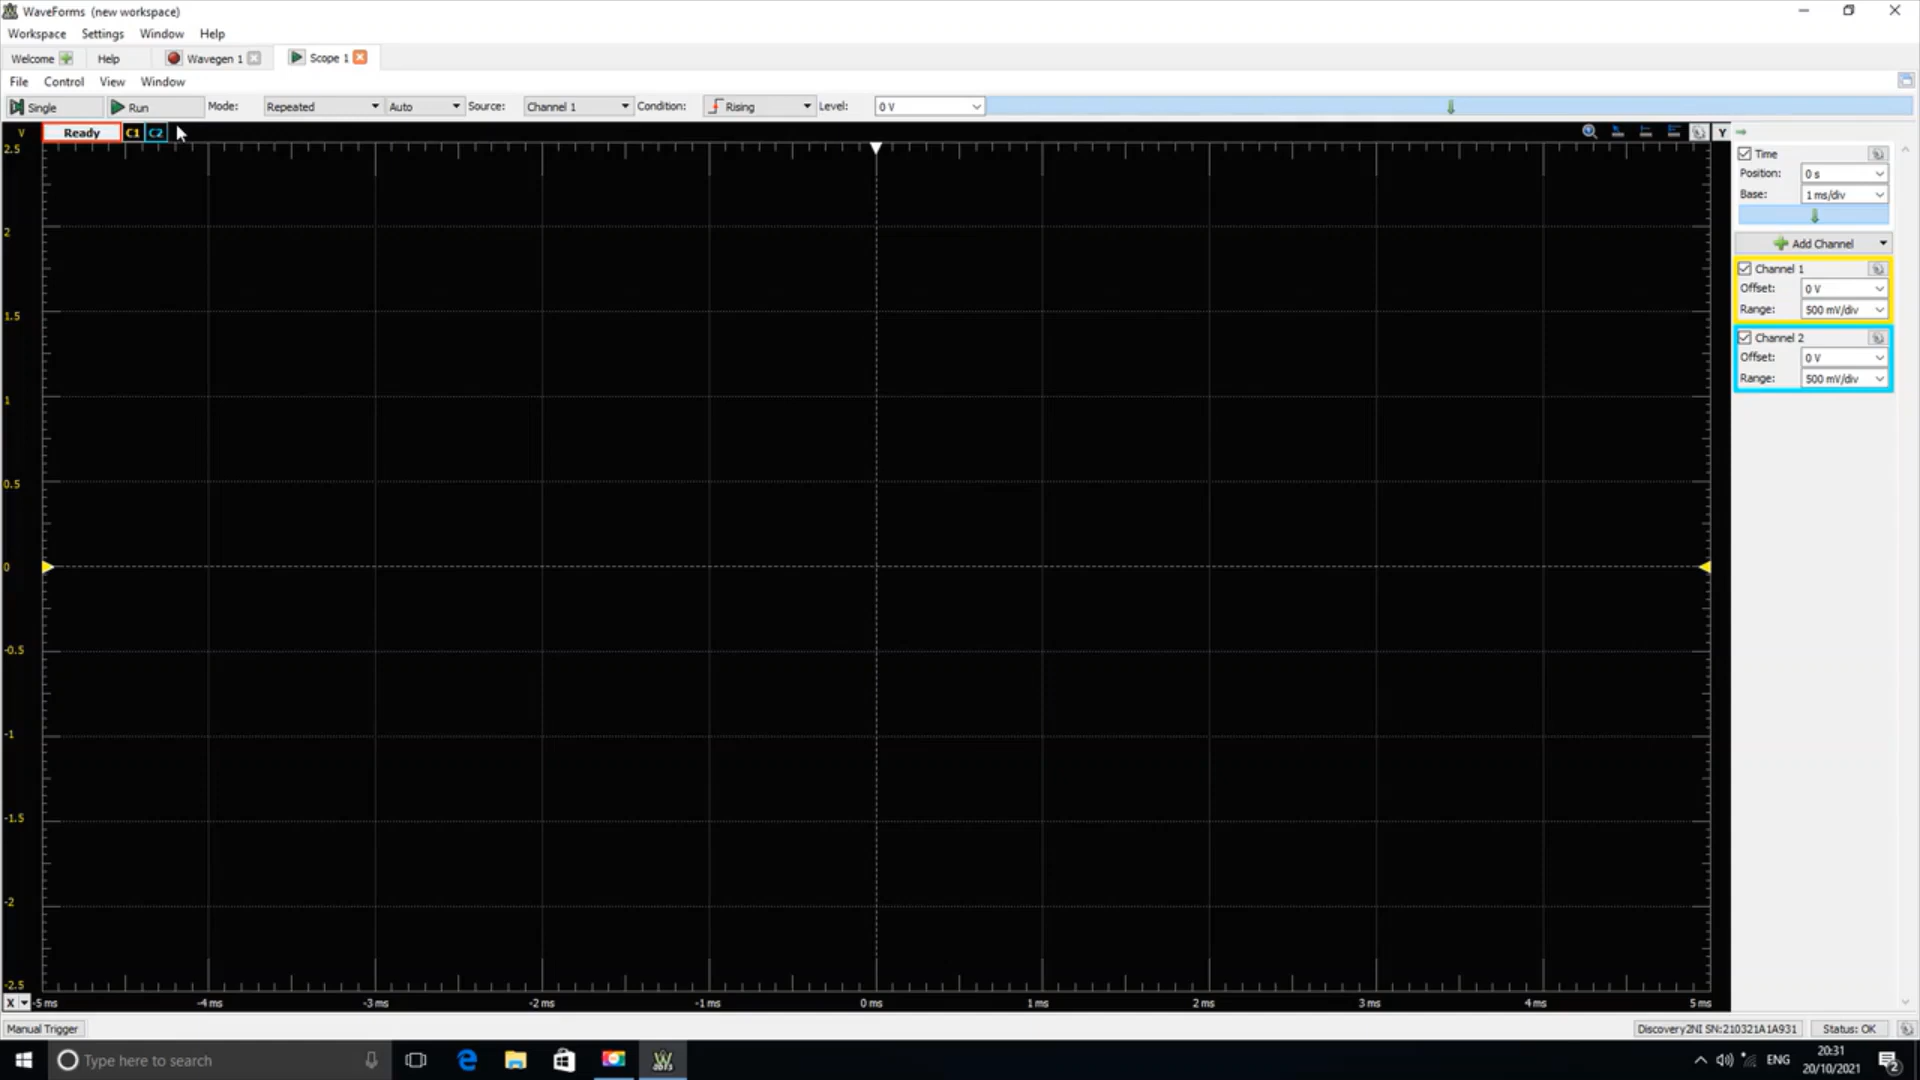 WaveForms (new workspace)
Workspace Settings Window Help
Welcome Help Wavegen 1 Scope 1
File Control View Window
Single Run Mode: Repeated Auto Source: Channel 1 Condition: Rising Level: 0 V
V Ready C1 C2 Y
2.5
2
1.5
1
0.5
0
-0.5
-1
-1.5
-2
-2.5
X -5 ms -4 ms -3 ms -2 ms -1 ms 0 ms 1 ms 2 ms 3 ms 4 ms 5 ms
Time
Position: 0 s
Base: 1 ms/div
Add Channel
Channel 1
Offset: 0 V
Range: 500 mV/div
Channel 2
Offset: 0 V
Range: 500 mV/div
Manual Trigger Discovery2NI SN:210321A1A931 Status: OK
Type here to search ENG 20:31
20/10/2021 2